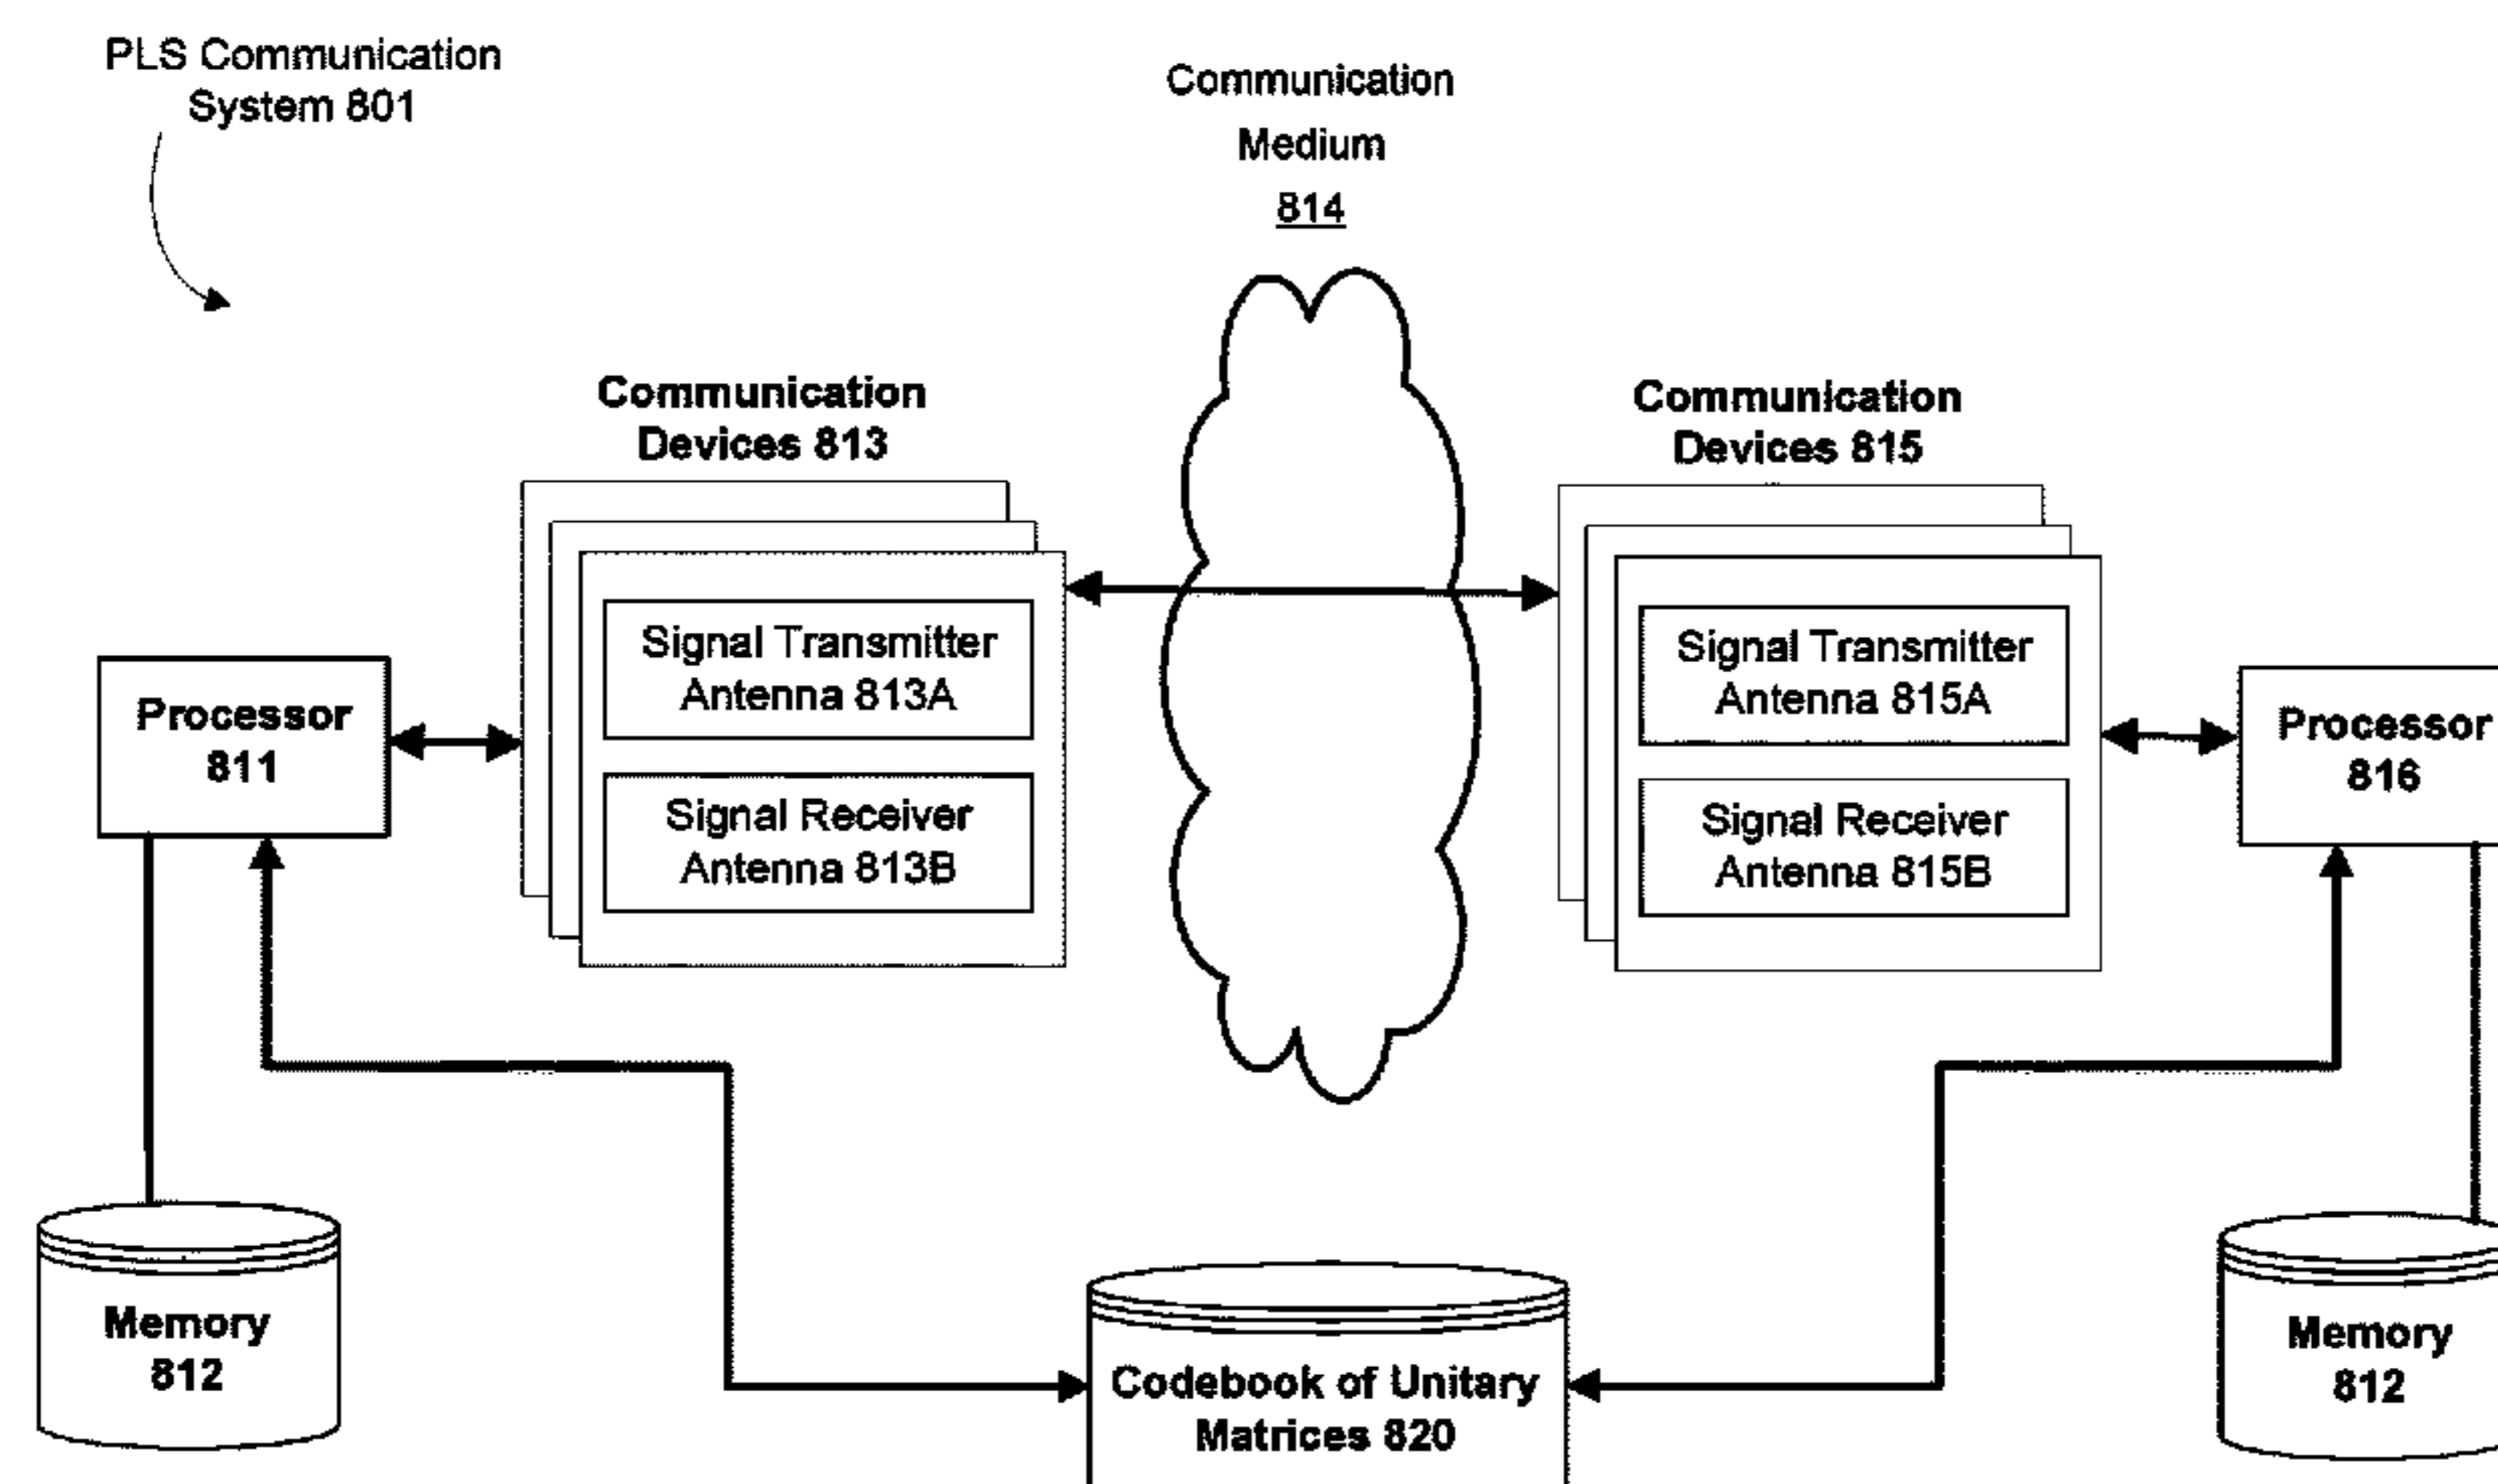 PLS Communication
System 801
Communication
Medium
814
Communication
Devices 813
Communication
Devices 815
Signal Transmitter
Antenna 813A
Signal Receiver
Antenna 813B
Signal Transmitter
Antenna 815A
Signal Receiver
Antenna 815B
Processor
811
Processor
816
Memory
812
Codebook of Unitary
Matrices 820
Memory
812